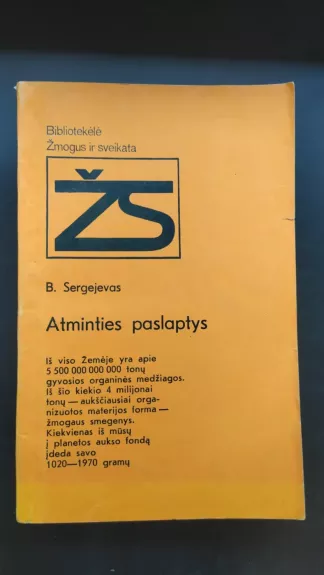 Bibliotekėlė
Žmogus ir sveikata
ŽS
B. Sergejevas
Atminties paslaptys
Iš viso Žemėje yra apie
5 500 000 000 000 tonų
gyvosios organinės medžiagos.
Iš šio kiekio 4 milijonai
tonų — aukščiausiai orga-
nizuotos materijos forma —
žmogaus smegenys.
Kiekvienas iš mūsų
į planetos aukso fondą
įdeda savo
1020—1970 gramų